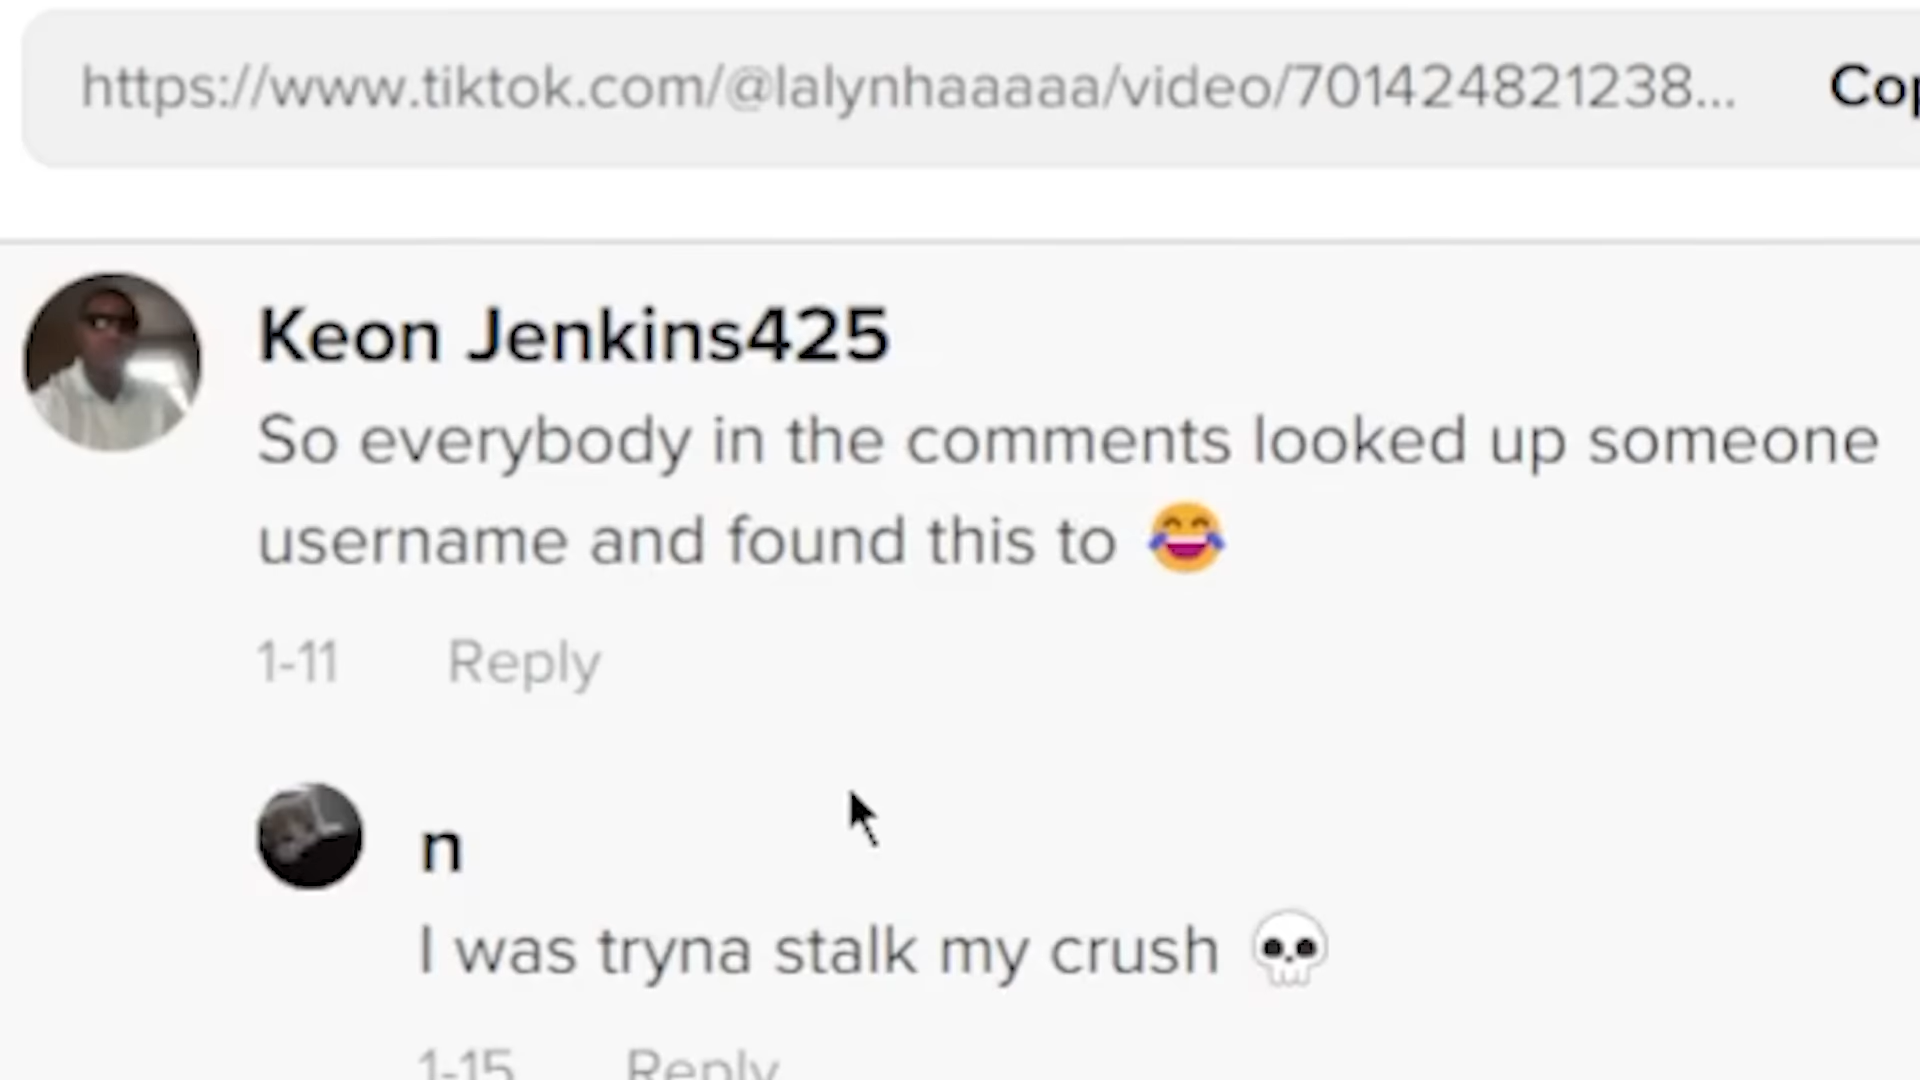 https://www.tiktok.com/@lalynhaaaaa/video/701424821238...
Cop
Keon Jenkins425
So everybody in the comments looked up someone
username and found this to 😂
1-11 Reply
n
I was tryna stalk my crush 💀
1-15 Reply